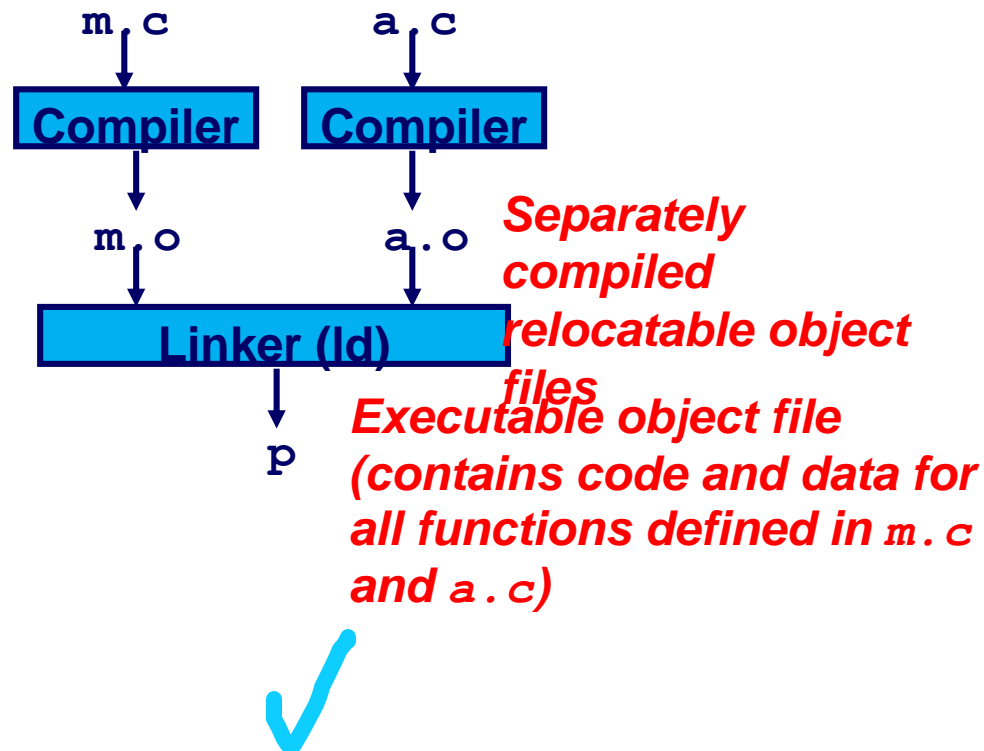 m.c a.c
Compiler Compiler
m.o a.o
Separately
compiled
relocatable object
files
Linker (ld)
p
Executable object file
(contains code and data for
all functions defined in m.c
and a.c)